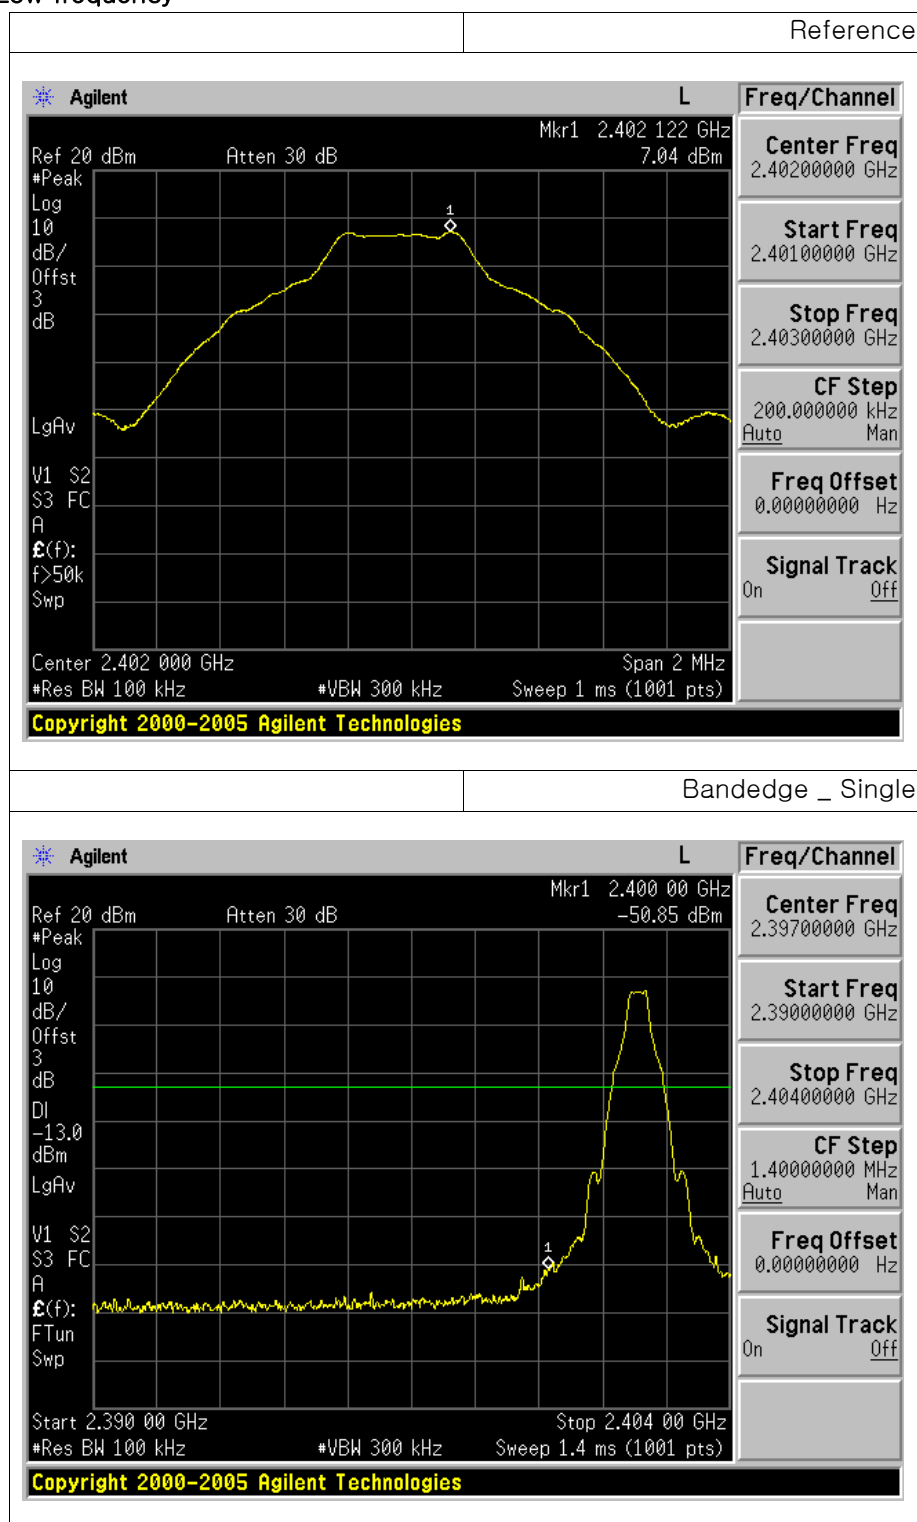 Low frequency
Reference
Agilent L Freq/Channel
Mkr1 2.402 122 GHz
Ref 20 dBm Atten 30 dB 7.04 dBm
#Peak
Log
10
dB/
Offst
3
dB
LgAv
V1 S2
S3 FC
A
£(f):
f>50k
Swp
1
Center 2.402 000 GHz Span 2 MHz
#Res BW 100 kHz #VBW 300 kHz Sweep 1 ms (1001 pts)
Copyright 2000-2005 Agilent Technologies
Center Freq
2.40200000 GHz
Start Freq
2.40100000 GHz
Stop Freq
2.40300000 GHz
CF Step
200.000000 kHz
Auto Man
Freq Offset
0.00000000 Hz
Signal Track
On Off
Bandedge _ Single
Agilent L Freq/Channel
Mkr1 2.400 00 GHz
Ref 20 dBm Atten 30 dB -50.85 dBm
#Peak
Log
10
dB/
Offst
3
dB
DI
-13.0
dBm
LgAv
V1 S2
S3 FC
A
£(f):
FTun
Swp
1
Start 2.390 00 GHz Stop 2.404 00 GHz
#Res BW 100 kHz #VBW 300 kHz Sweep 1.4 ms (1001 pts)
Copyright 2000-2005 Agilent Technologies
Center Freq
2.39700000 GHz
Start Freq
2.39000000 GHz
Stop Freq
2.40400000 GHz
CF Step
1.40000000 MHz
Auto Man
Freq Offset
0.00000000 Hz
Signal Track
On Off